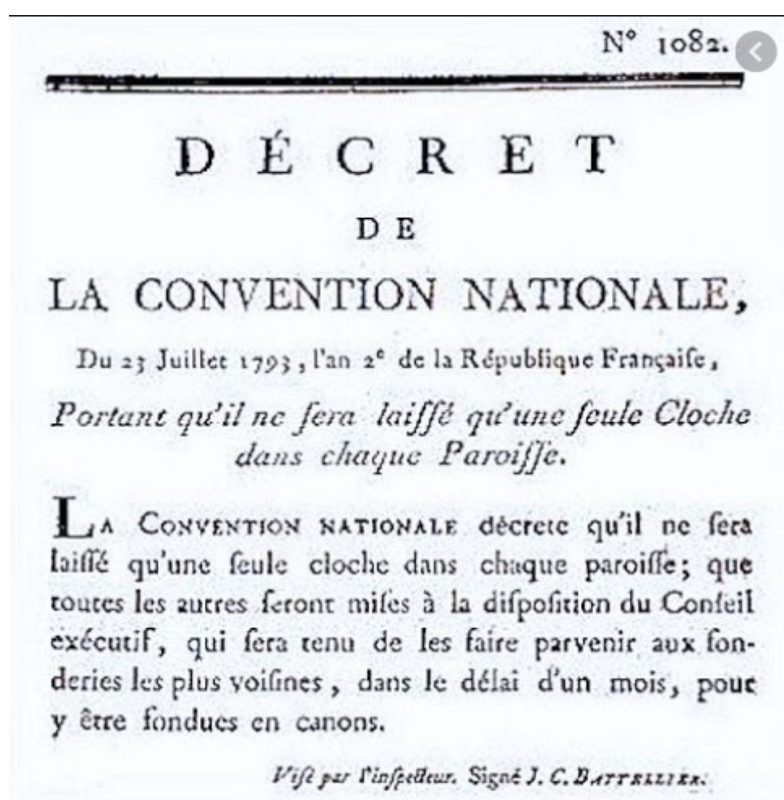 N° 1082.
DÉCRET
DE
LA CONVENTION NATIONALE,
Du 23 Juillet 1793, l'an 2e de la République Françaiſe,
Portant qu'il ne ſera laiſſé qu'une ſeule Cloche
dans chaque Paroiſſe.
LA CONVENTION NATIONALE décrete qu'il ne ſera
laiſſé qu'une ſeule cloche dans chaque paroiſſe; que
toutes les autres ſeront miſes à la diſpoſition du Conſeil
exécutif, qui ſera tenu de les faire parvenir aux fon-
deries les plus voiſines, dans le délai d'un mois, pour
y être fondues en canons.
Viſé par l'inſpecteur. Signé J. C. BATTELLIER.